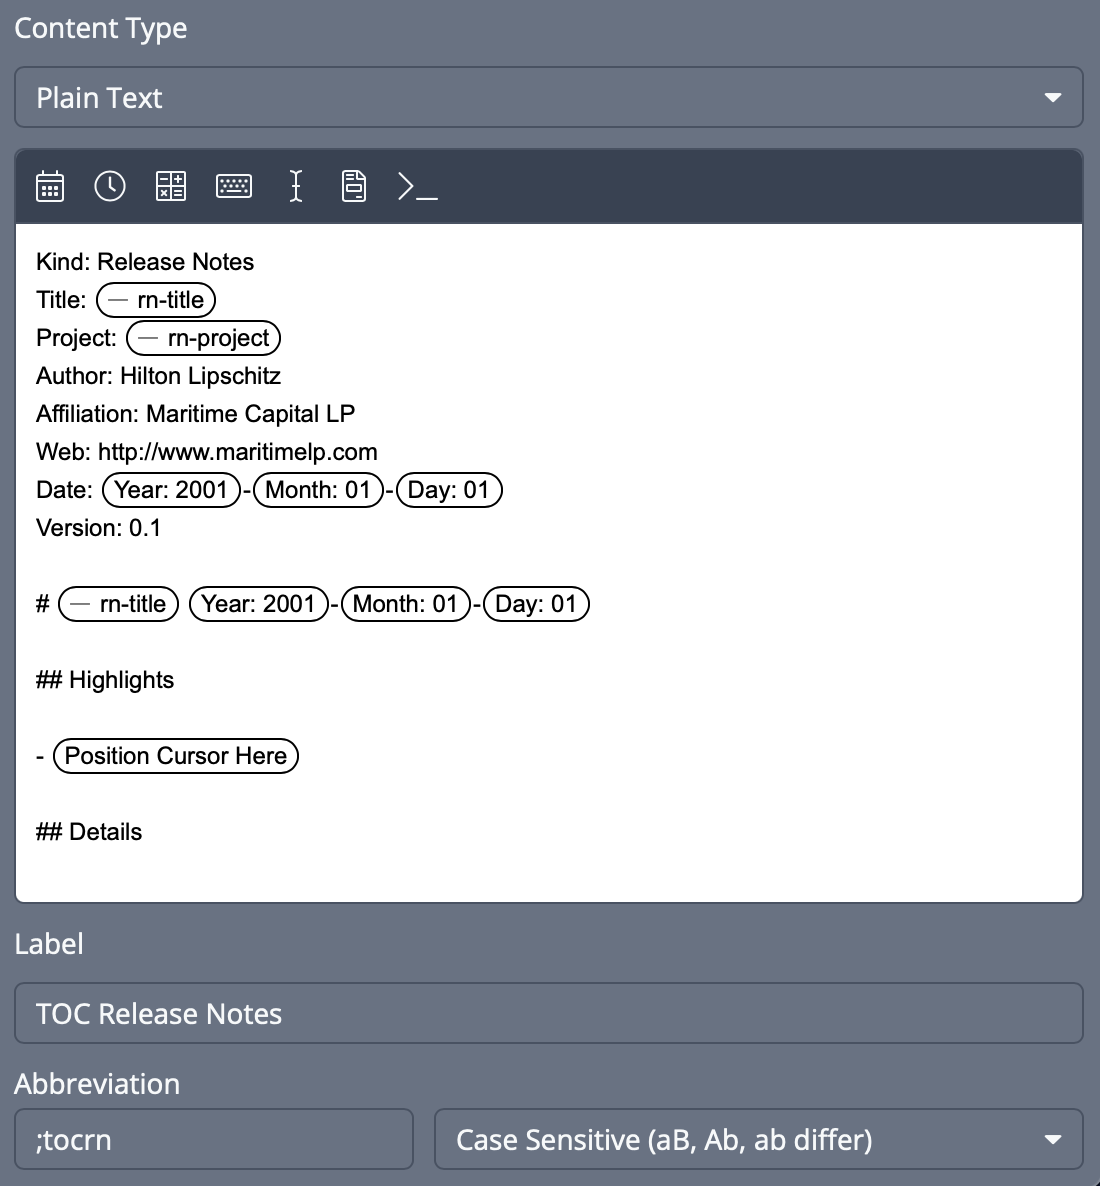 Content Type
Plain Text
Kind: Release Notes
Title: — rn-title
Project: — rn-project
Author: Hilton Lipschitz
Affiliation: Maritime Capital LP
Web: http://www.maritimelp.com
Date: Year: 2001-Month: 01-Day: 01
Version: 0.1
# — rn-title Year: 2001-Month: 01-Day: 01
## Highlights
- Position Cursor Here
## Details
Label
TOC Release Notes
Abbreviation
;tocrn Case Sensitive (aB, Ab, ab differ)